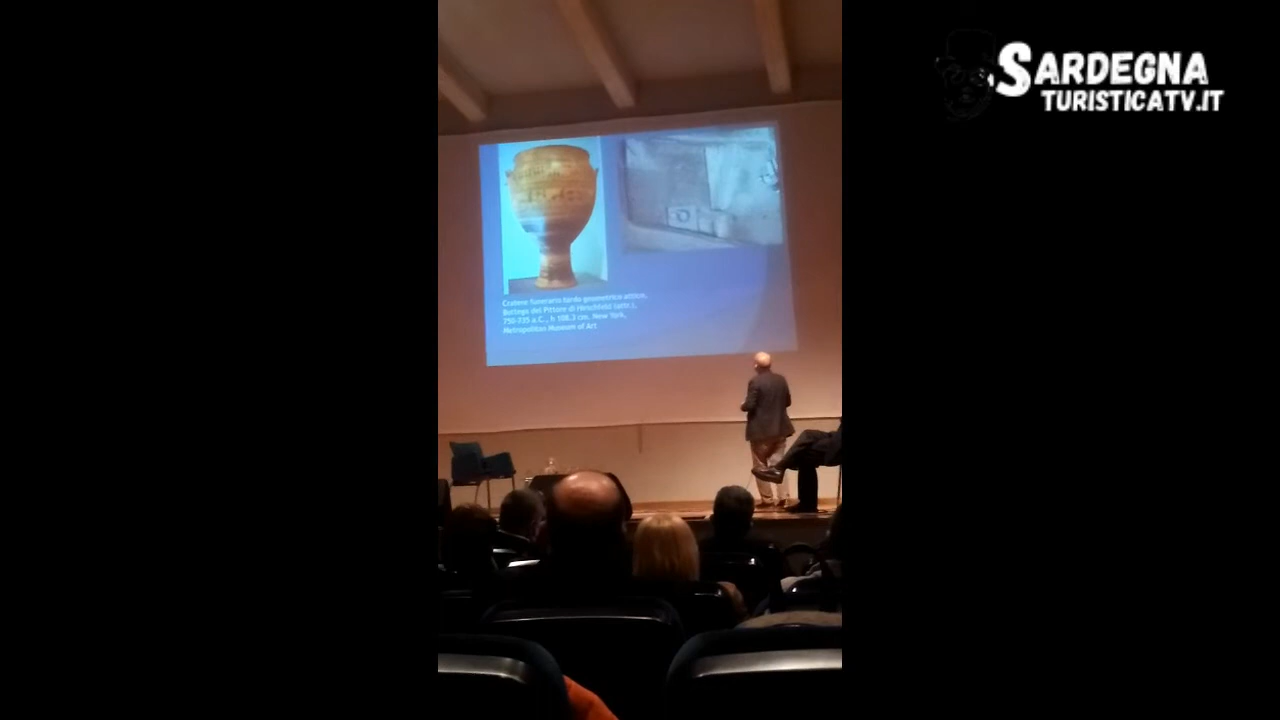 SARDEGNA
TURISTICATV.IT
Cratere funerario tardo geometrico attico,
Bottega del Pittore di Hirschfeld (attr.),
750-735 a.C., h 108,3 cm, New York,
Metropolitan Museum of Art